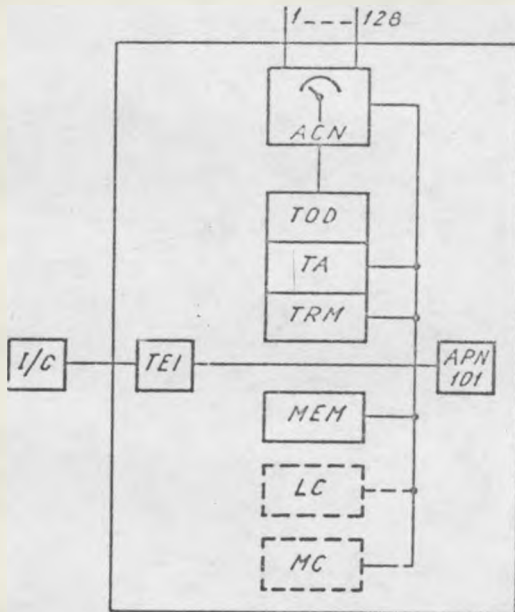 1 ---- 128
ACN
TOD
TA
TRM
I/C
TEI
APN
101
MEM
LC
MC